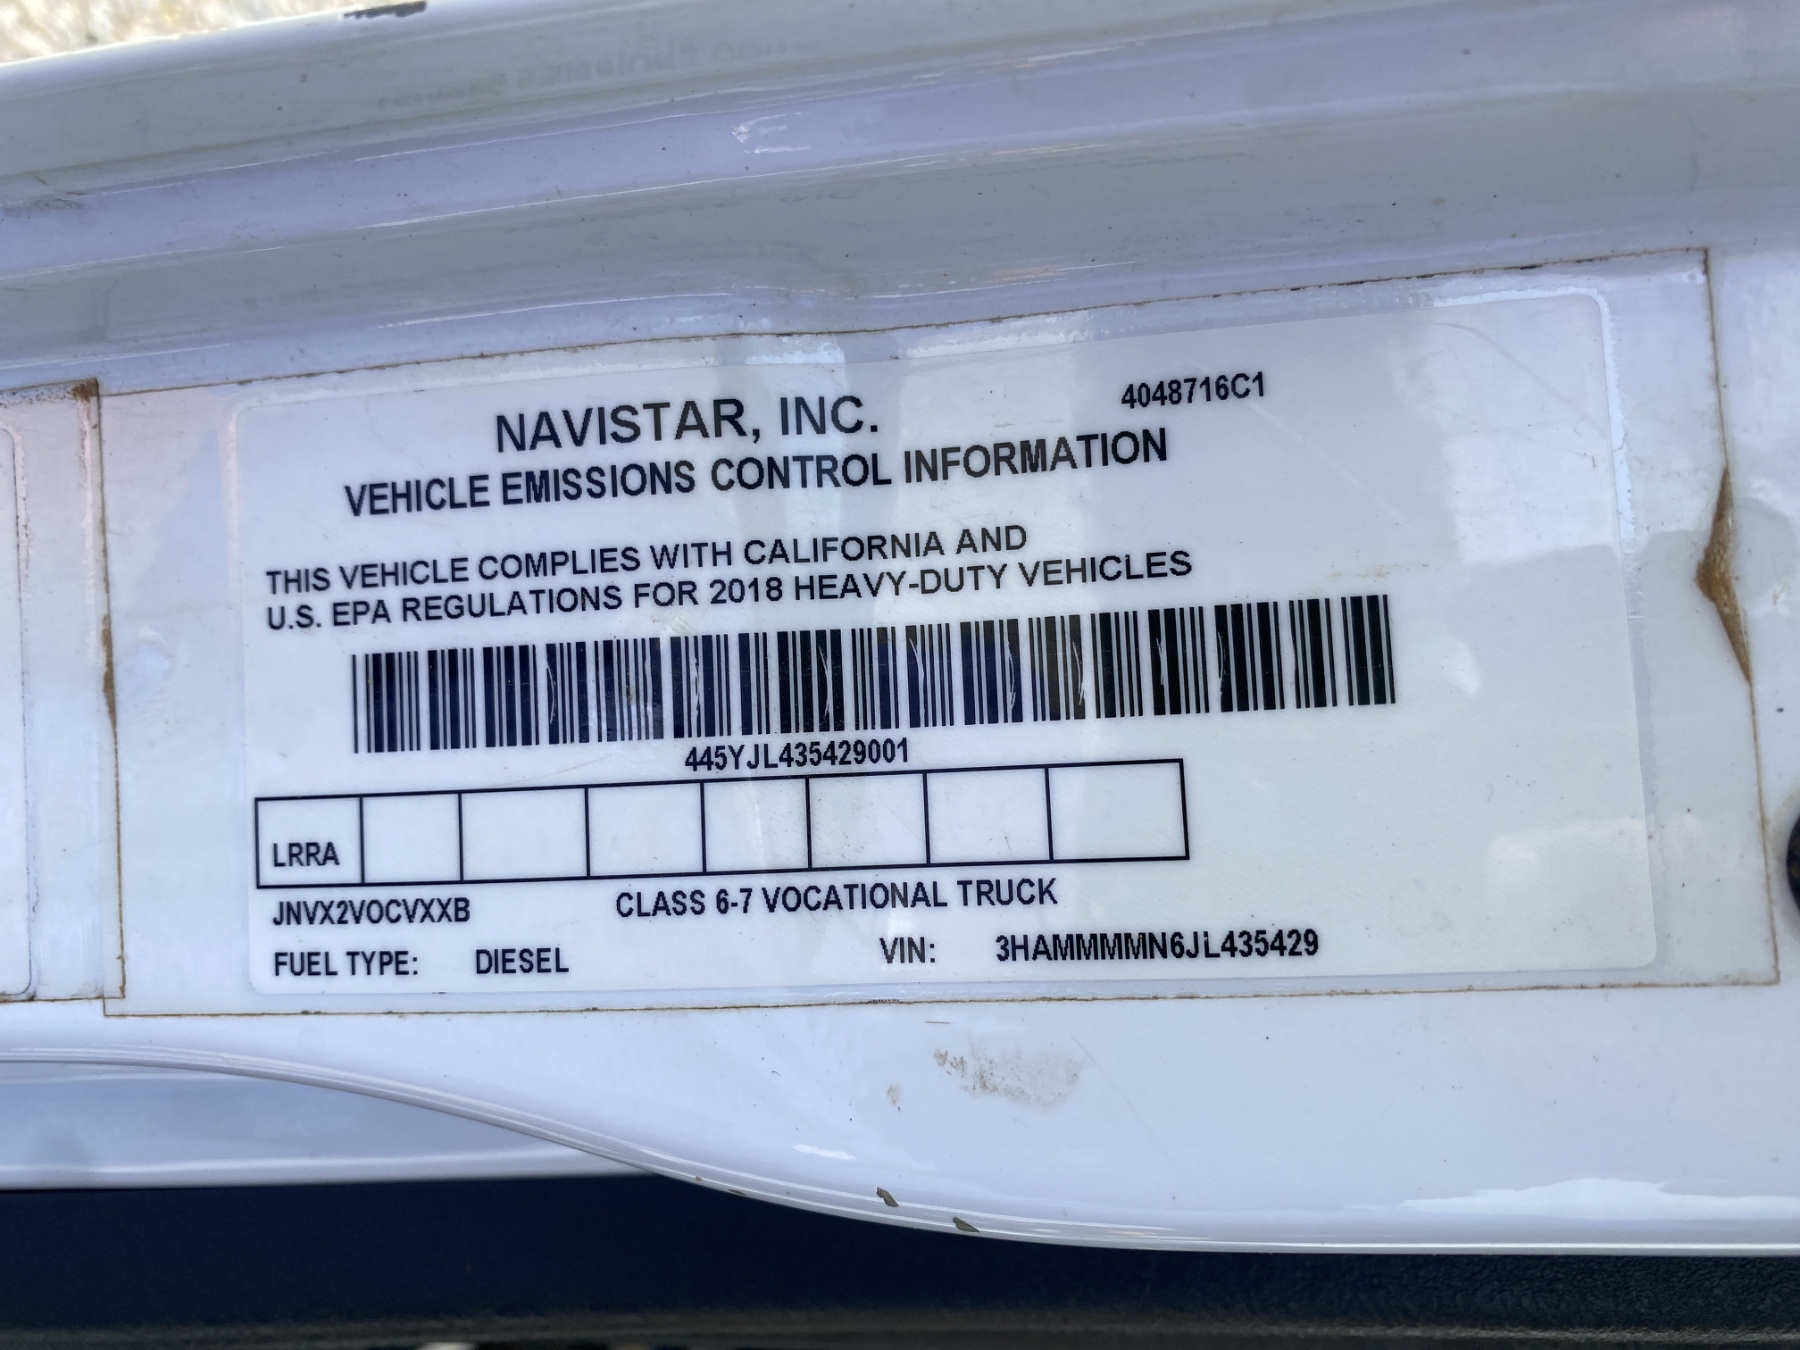 NAVISTAR, INC. 4048716C1
VEHICLE EMISSIONS CONTROL INFORMATION
THIS VEHICLE COMPLIES WITH CALIFORNIA AND
U.S. EPA REGULATIONS FOR 2018 HEAVY-DUTY VEHICLES
445YJL435429001
LRRA
JNVX2VOCVXXB CLASS 6-7 VOCATIONAL TRUCK
FUEL TYPE: DIESEL VIN: 3HAMMMMN6JL435429